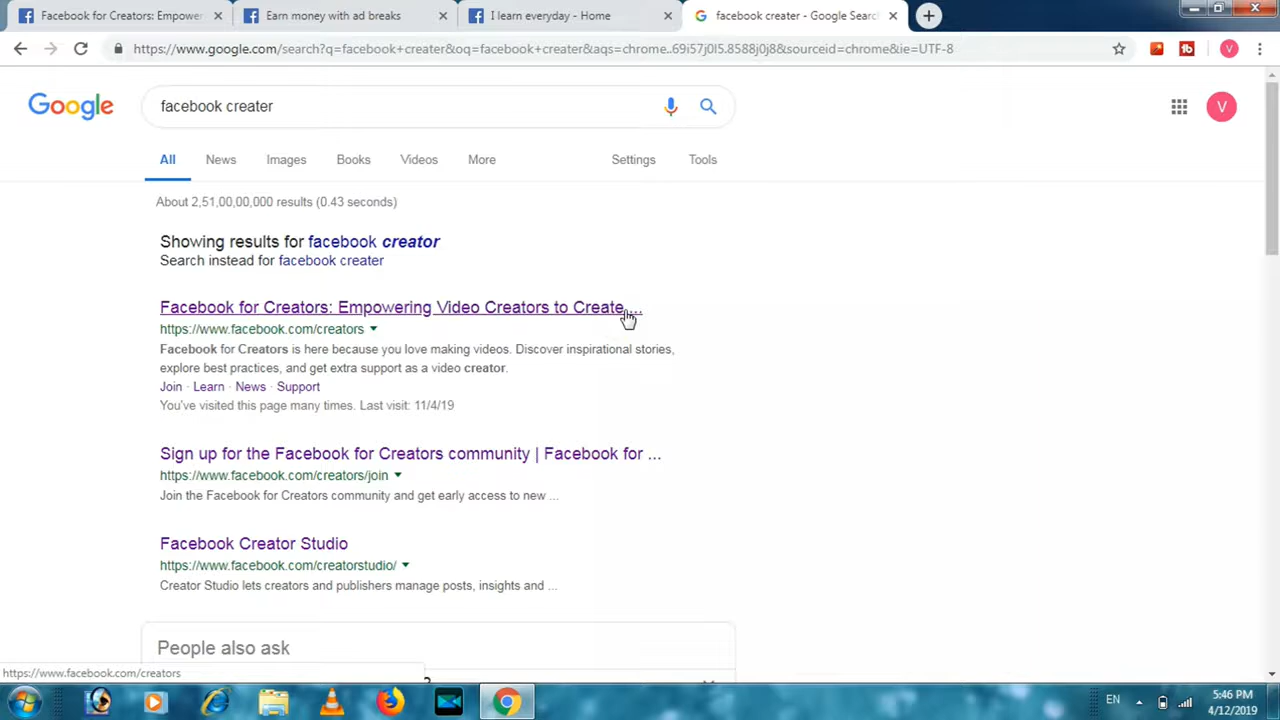 Facebook for Creators: Empower
Earn money with ad breaks
I learn everyday - Home
facebook creater - Google Searc
https://www.google.com/search?q=facebook+creater&oq=facebook+creater&aqs=chrome..69i57j0l5.8588j0j8&sourceid=chrome&ie=UTF-8
V
Google
facebook creater
V
All
News
Images
Books
Videos
More
Settings
Tools
About 2,51,00,00,000 results (0.43 seconds)
Showing results for facebook creator
Search instead for facebook creater
Facebook for Creators: Empowering Video Creators to Create ...
https://www.facebook.com/creators
Facebook for Creators is here because you love making videos. Discover inspirational stories,
explore best practices, and get extra support as a video creator.
Join · Learn · News · Support
You've visited this page many times. Last visit: 11/4/19
Sign up for the Facebook for Creators community | Facebook for ...
https://www.facebook.com/creators/join
Join the Facebook for Creators community and get early access to new ...
Facebook Creator Studio
https://www.facebook.com/creatorstudio/
Creator Studio lets creators and publishers manage posts, insights and ...
People also ask
https://www.facebook.com/creators
EN
5:46 PM
4/12/2019